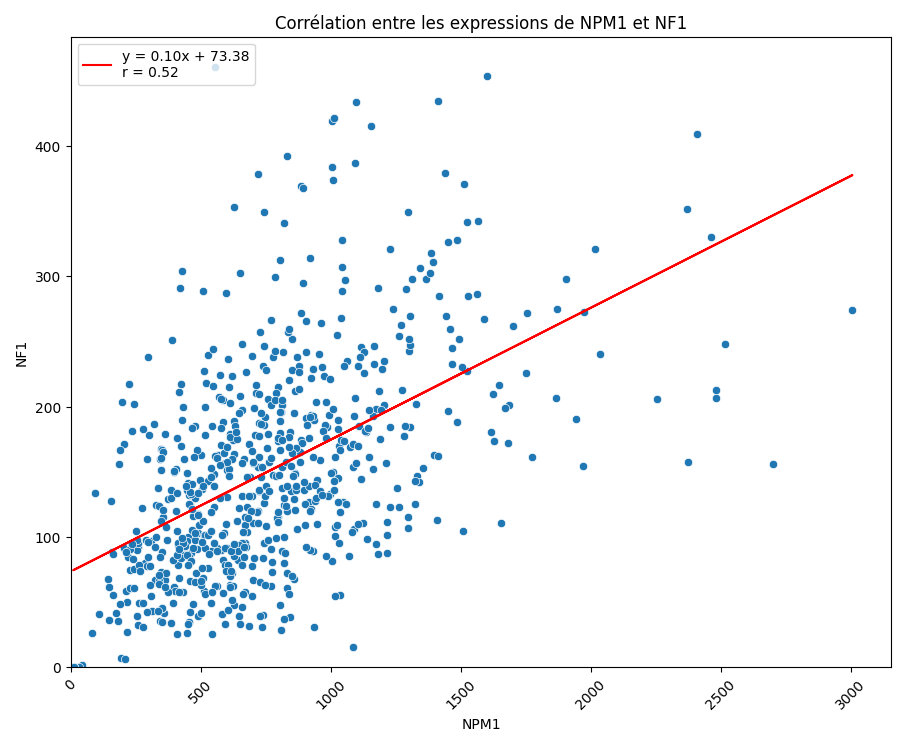 Corrélation entre les expressions de NPM1 et NF1
y = 0.10x + 73.38
r = 0.52
400
300
200
100
0
NF1
0
500
1000
1500
2000
2500
3000
NPM1